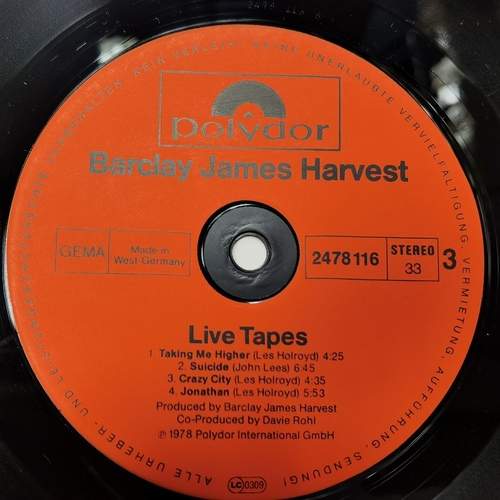 polydor
Barclay James Harvest
GEMA
Made in
West-Germany
2478116
STEREO
33
3
Live Tapes
1 Taking Me Higher (Les Holroyd) 4:25
2. Suicide (John Lees) 6:45
3. Crazy City (Les Holroyd) 4:35
4. Jonathan (Les Holroyd) 5:53
Produced by Barclay James Harvest
Co-Produced by Davie Rohl
Ⓟ 1978 Polydor International GmbH
LC 0309
ALLE URHEBER- UND
KEIN VERLEIH! KEINE UNERLAUBTE VERVIELFÄLTIGUNG, VERMIETUNG, AUFFÜHRUNG, SENDUNG!